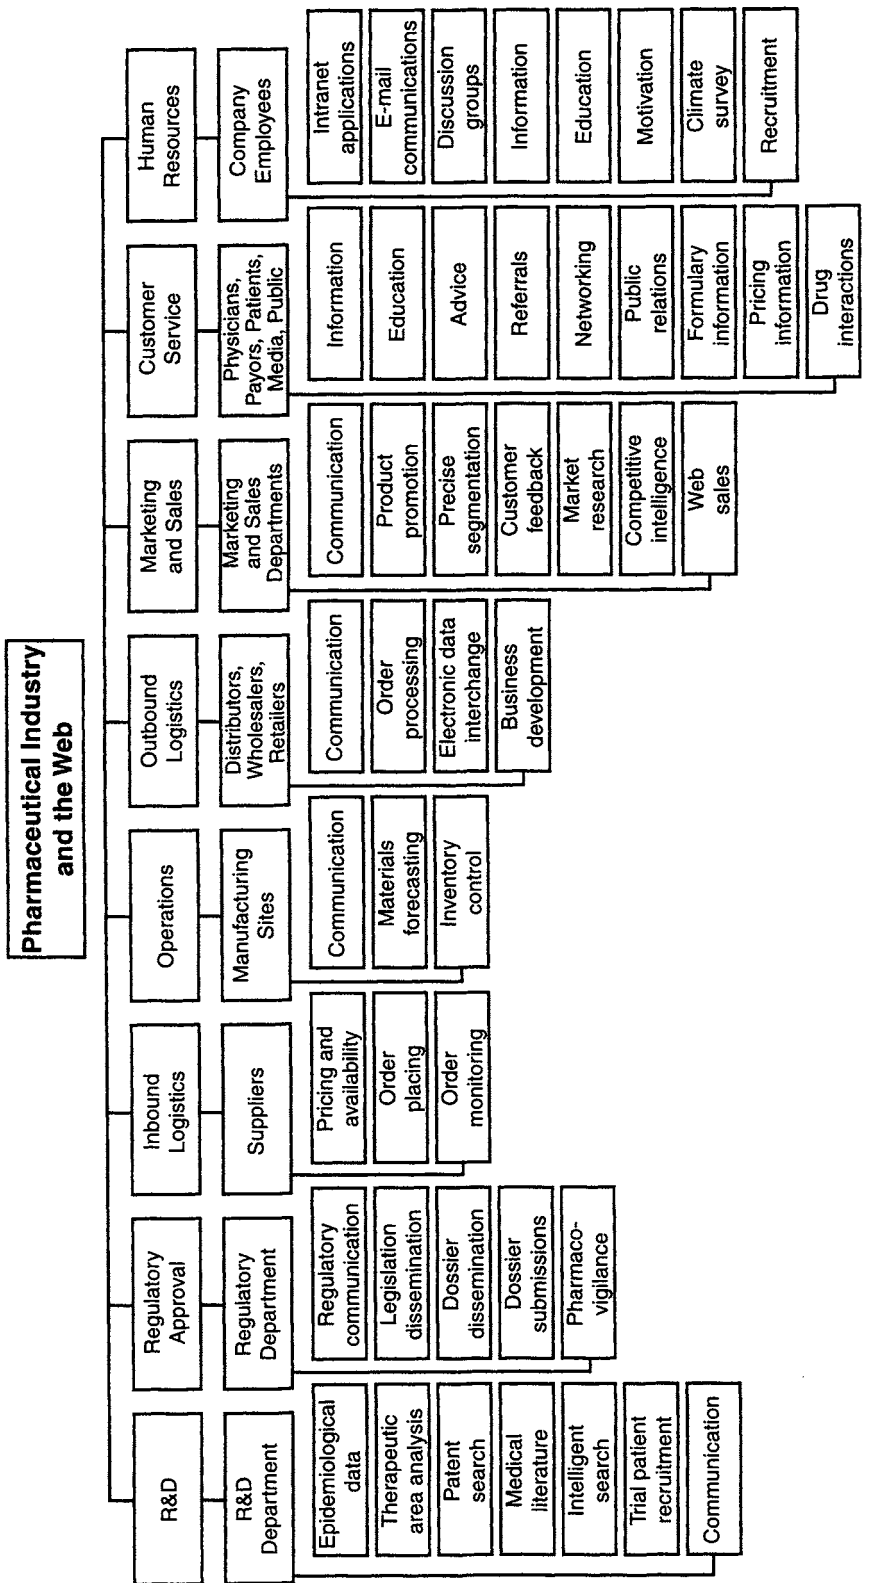 Pharmaceutical Industry
and the Web
R&D
R&D
Department
Epidemiological
data
Therapeutic
area analysis
Patent
search
Medical
literature
Intelligent
search
Trial patient
recruitment
Communication
Regulatory
Approval
Regulatory
Department
Regulatory
communication
Legislation
dissemination
Dossier
dissemination
Dossier
submissions
Pharmaco-
vigilance
Inbound
Logistics
Suppliers
Pricing and
availability
Order
placing
Order
monitoring
Operations
Manufacturing
Sites
Communication
Materials
forecasting
Inventory
control
Outbound
Logistics
Distributors,
Wholesalers,
Retailers
Communication
Order
processing
Electronic data
interchange
Business
development
Marketing
and Sales
Marketing
and Sales
Departments
Communication
Product
promotion
Precise
segmentation
Customer
feedback
Market
research
Competitive
intelligence
Web
sales
Customer
Service
Physicians,
Payors, Patients,
Media, Public
Information
Education
Advice
Referrals
Networking
Public
relations
Formulary
information
Pricing
information
Drug
interactions
Human
Resources
Company
Employees
Intranet
applications
E-mail
communications
Discussion
groups
Information
Education
Motivation
Climate
survey
Recruitment